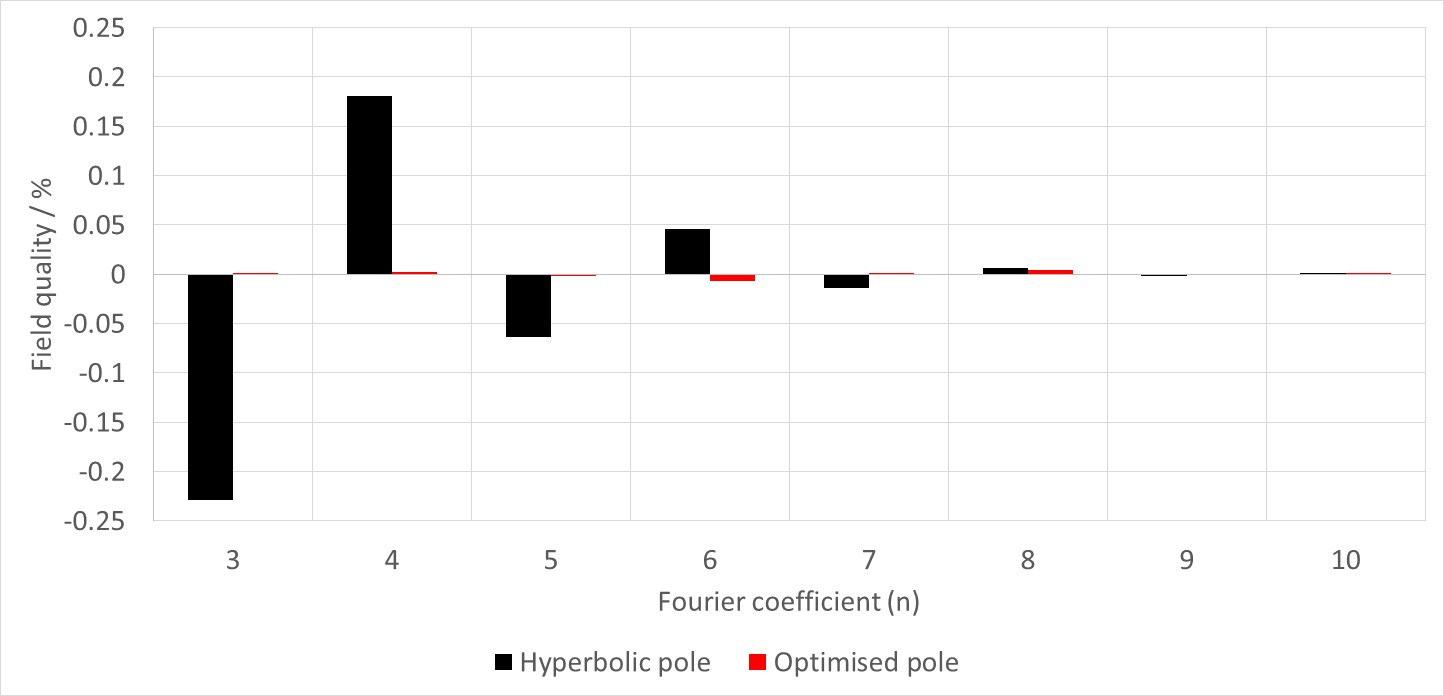 0.25
0.2
0.15
0.1
0.05
0
-0.05
-0.1
-0.15
-0.2
-0.25
Field quality / %
3 4 5 6 7 8 9 10
Fourier coefficient (n)
Hyperbolic pole Optimised pole